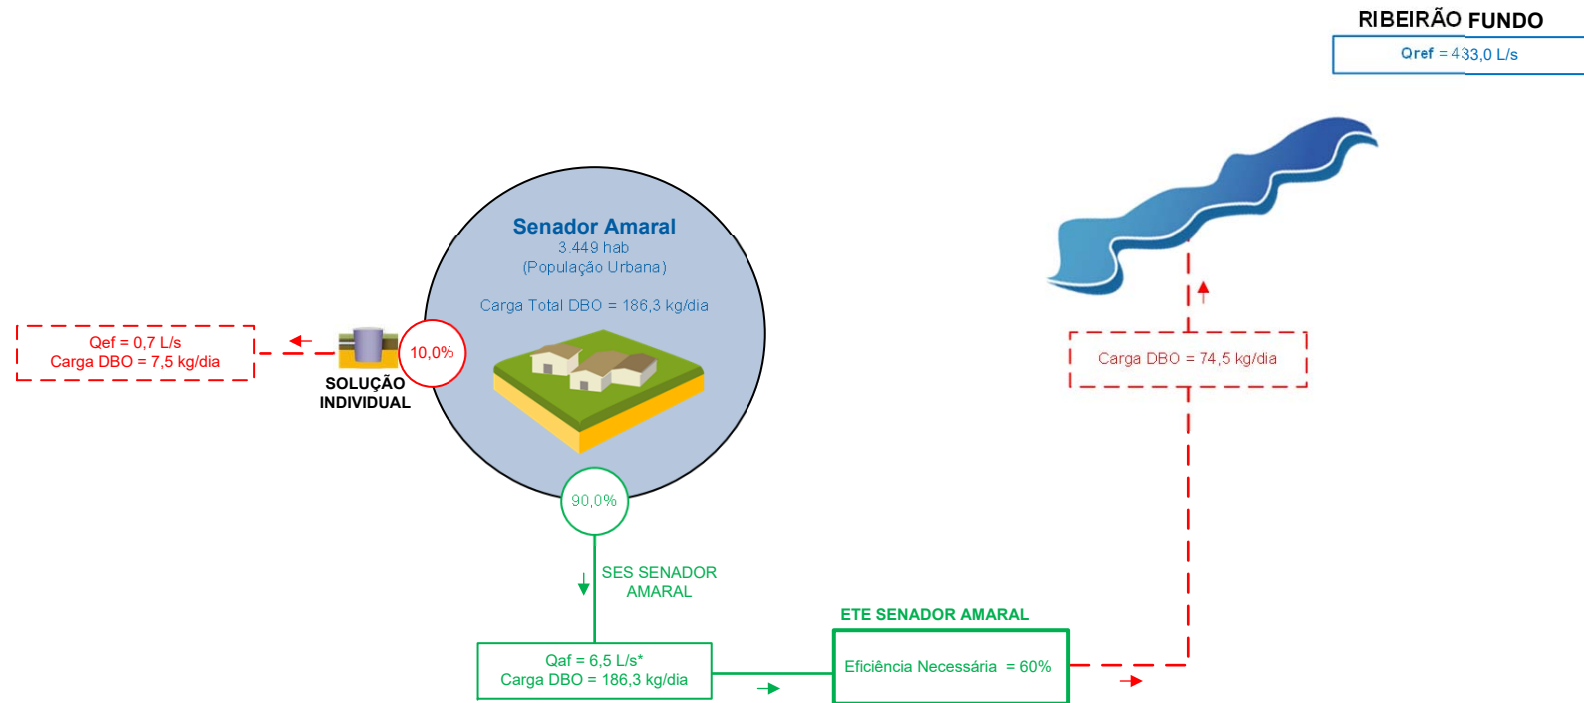 RIBEIRÃO FUNDO
Qref = 433,0 L/s
Senador Amaral
3.449 hab
(População Urbana)
Carga Total DBO = 186,3 kg/dia
Qef = 0,7 L/s
Carga DBO = 7,5 kg/dia
10,0%
SOLUÇÃO
INDIVIDUAL
Carga DBO = 74,5 kg/dia
90,0%
SES SENADOR
AMARAL
ETE SENADOR AMARAL
Qaf = 6,5 L/s*
Carga DBO = 186,3 kg/dia
Eficiência Necessária = 60%